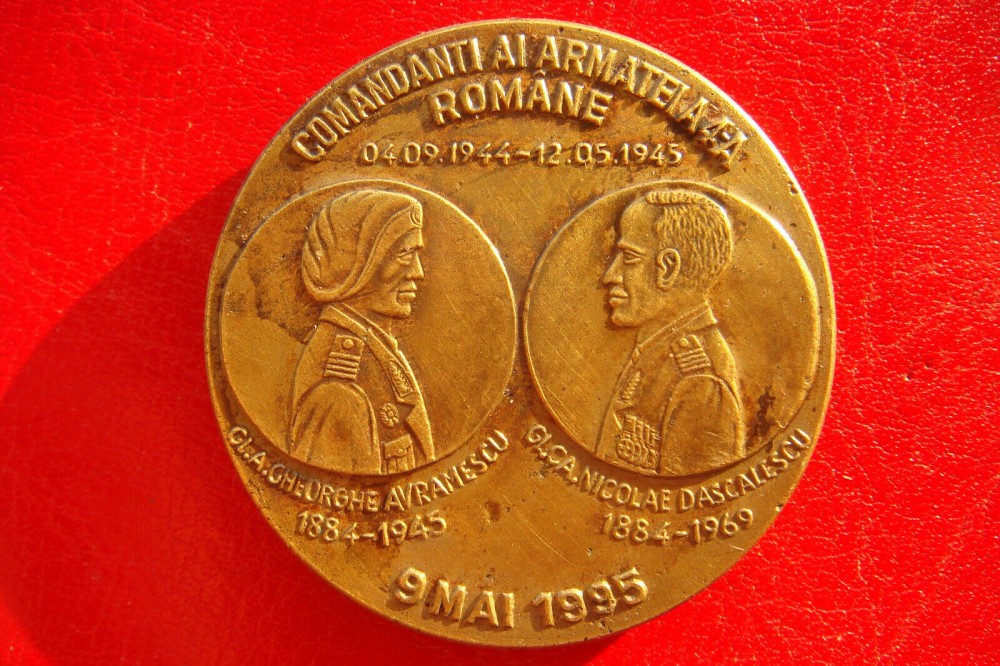 COMANDANTI AI ARMATEI A 4-A
ROMÂNE
04.09.1944-12.05.1945
GL.A.GHEORGHE AVRAMESCU
1884-1945
GL.C.A.NICOLAE DASCALESCU
1884-1969
9 MAI 1995